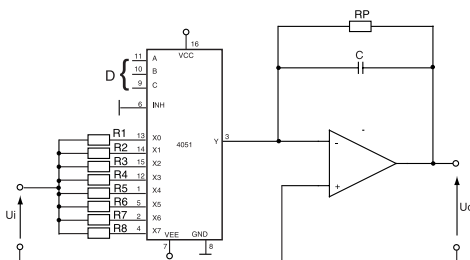 RP
16
VCC
C
11 A
D 10 B
9 C
6 INH
R1 13 X0
Y 3
R2 14 X1
4051
R3 15 X2
R4 12 X3
R5 1 X4
R6 5 X5
R7 2 X6
R8 4 X7
Ui
VEE GND
7 8
-
+
-